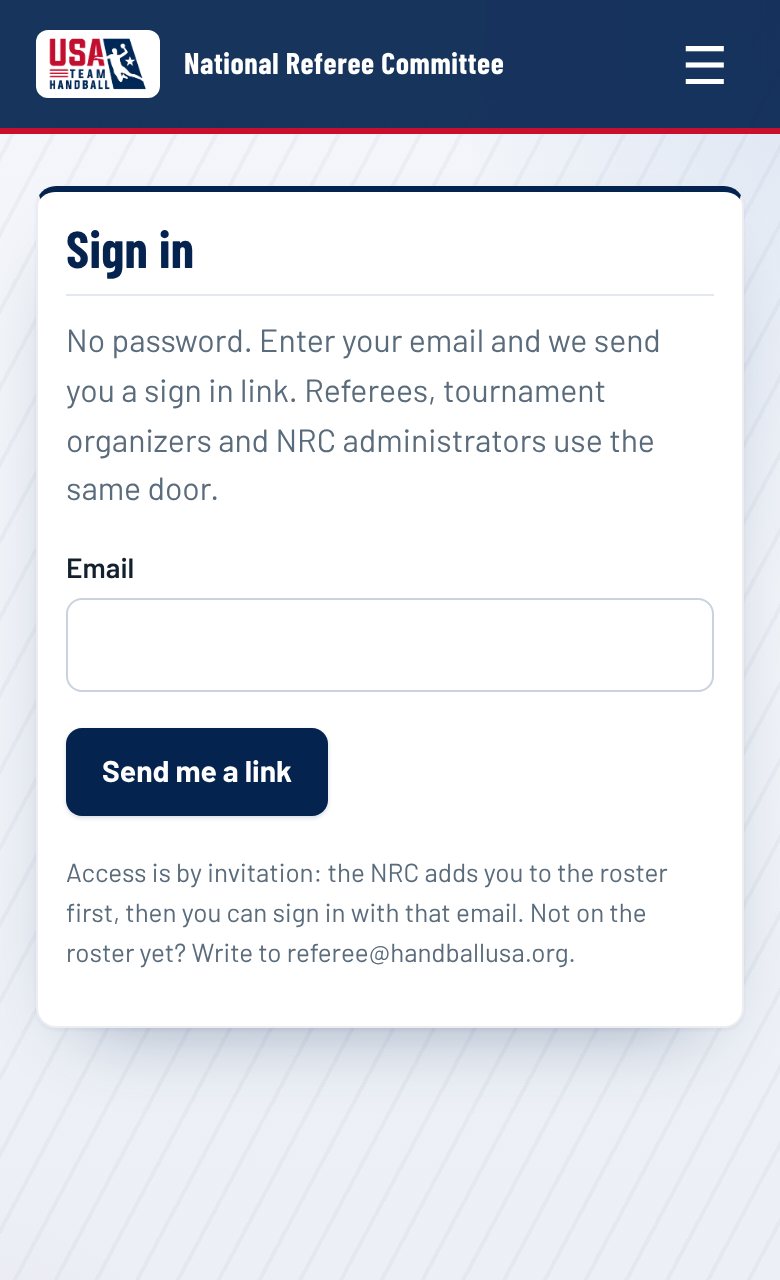 USA
TEAM
HANDBALL
National Referee Committee
Sign in
No password. Enter your email and we send
you a sign in link. Referees, tournament
organizers and NRC administrators use the
same door.
Email
Send me a link
Access is by invitation: the NRC adds you to the roster
first, then you can sign in with that email. Not on the
roster yet? Write to referee@handballusa.org.